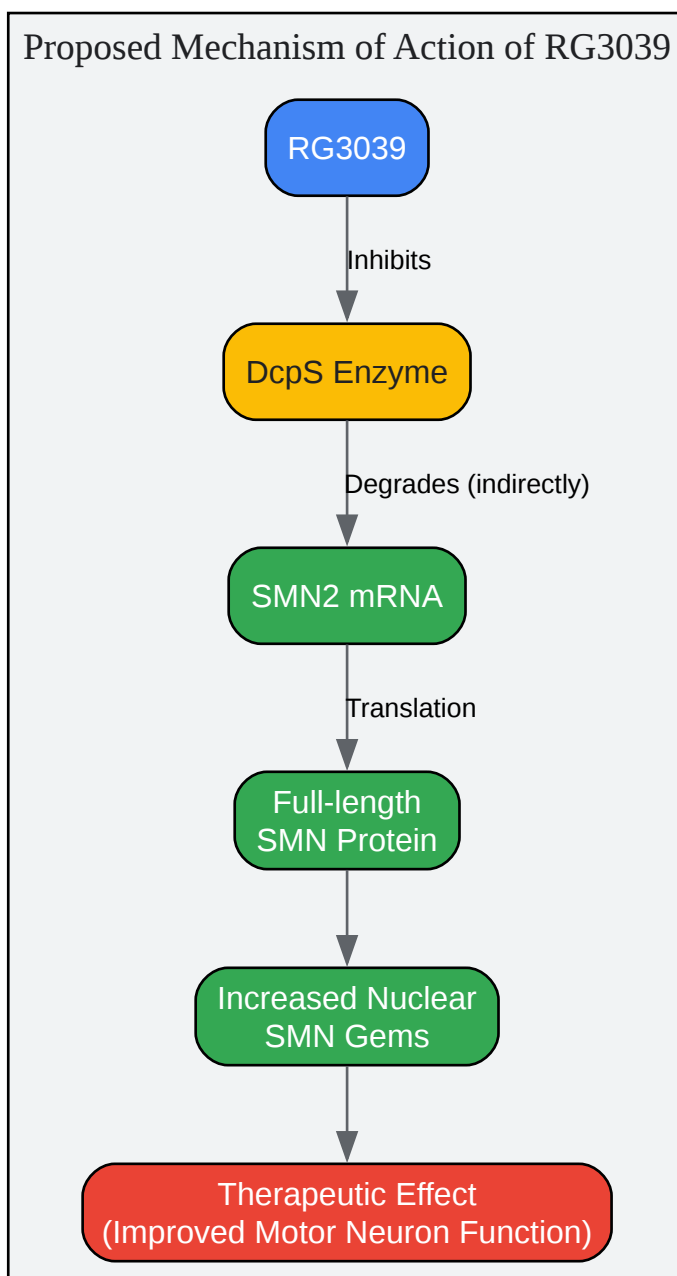 Proposed Mechanism of Action of RG3039
RG3039
Inhibits
DcpS Enzyme
Degrades (indirectly)
SMN2 mRNA
Translation
Full-length
SMN Protein
Increased Nuclear
SMN Gems
Therapeutic Effect
(Improved Motor Neuron Function)